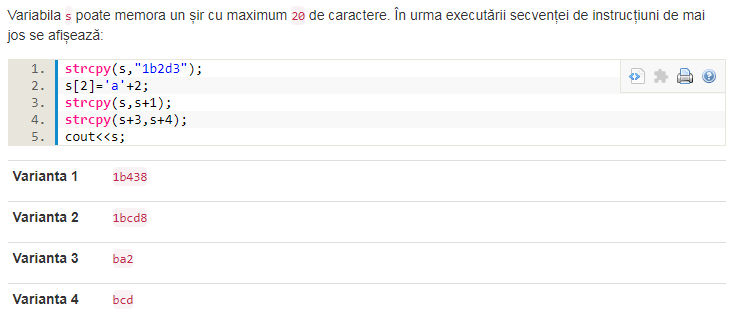 Variabila s poate memora un șir cu maximum 20 de caractere. În urma executării secvenței de instrucțiuni de mai
jos se afișează:
1. strcpy(s,"1b2d3");
2. s[2]='a'+2;
3. strcpy(s,s+1);
4. strcpy(s+3,s+4);
5. cout<<s;
Varianta 1 1b438
Varianta 2 1bcd8
Varianta 3 ba2
Varianta 4 bcd